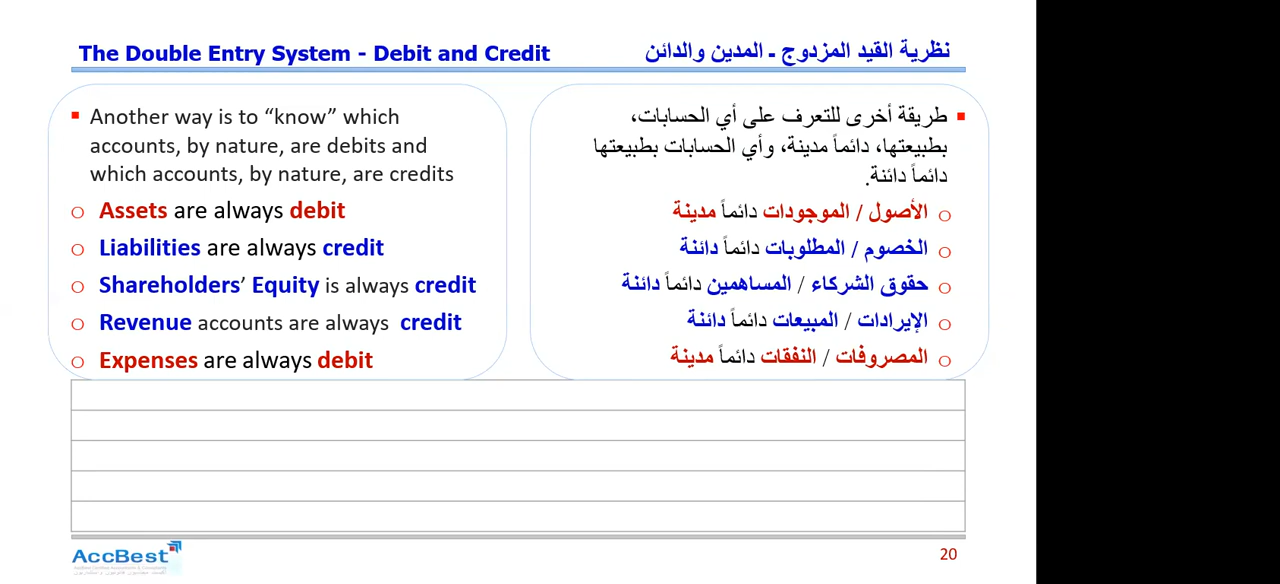 The Double Entry System - Debit and Credit
نظرية القيد المزدوج - المدين والدائن
▪ Another way is to “know” which
accounts, by nature, are debits and
which accounts, by nature, are credits
o Assets are always debit
o Liabilities are always credit
o Shareholders’ Equity is always credit
o Revenue accounts are always credit
o Expenses are always debit
▪ طريقة أخرى للتعرف على أي الحسابات،
بطبيعتها، دائماً مدينة، وأي الحسابات بطبيعتها
دائماً دائنة.
o الأصول / الموجودات دائماً مدينة
o الخصوم / المطلوبات دائماً دائنة
o حقوق الشركاء / المساهمين دائماً دائنة
o الإيرادات / المبيعات دائماً دائنة
o المصروفات / النفقات دائماً مدينة
AccBest
20